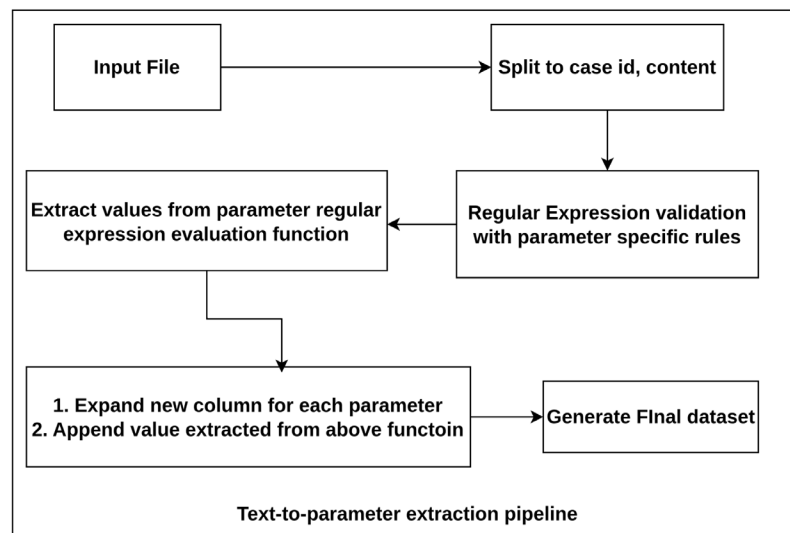 Input File
Split to case id, content
Regular Expression validation
with parameter specific rules
Extract values from parameter regular
expression evaluation function
1. Expand new column for each parameter
2. Append value extracted from above functoin
Generate FInal dataset
Text-to-parameter extraction pipeline